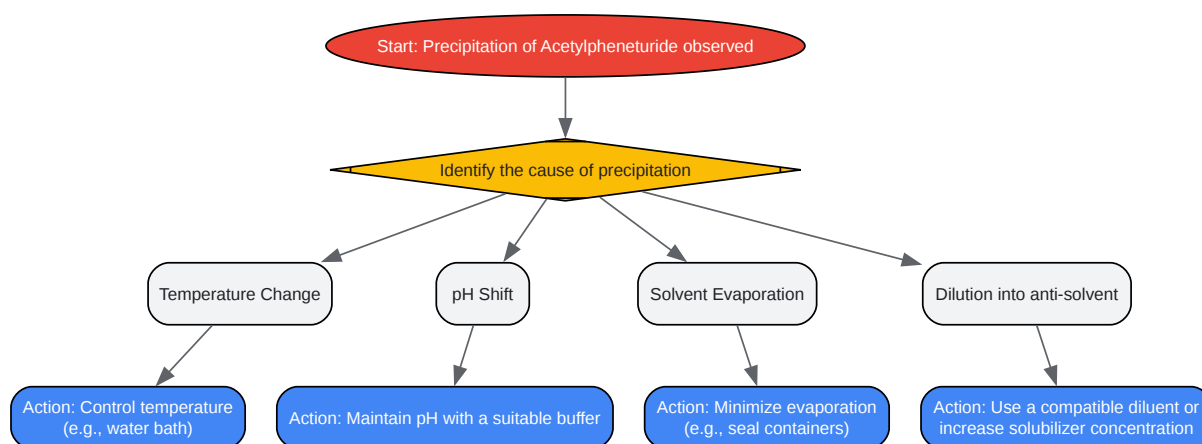 Start: Precipitation of Acetylpheneturide observed
Identify the cause of precipitation
Temperature Change
pH Shift
Solvent Evaporation
Dilution into anti-solvent
Action: Control temperature
(e.g., water bath)
Action: Maintain pH with a suitable buffer
Action: Minimize evaporation
(e.g., seal containers)
Action: Use a compatible diluent or
increase solubilizer concentration